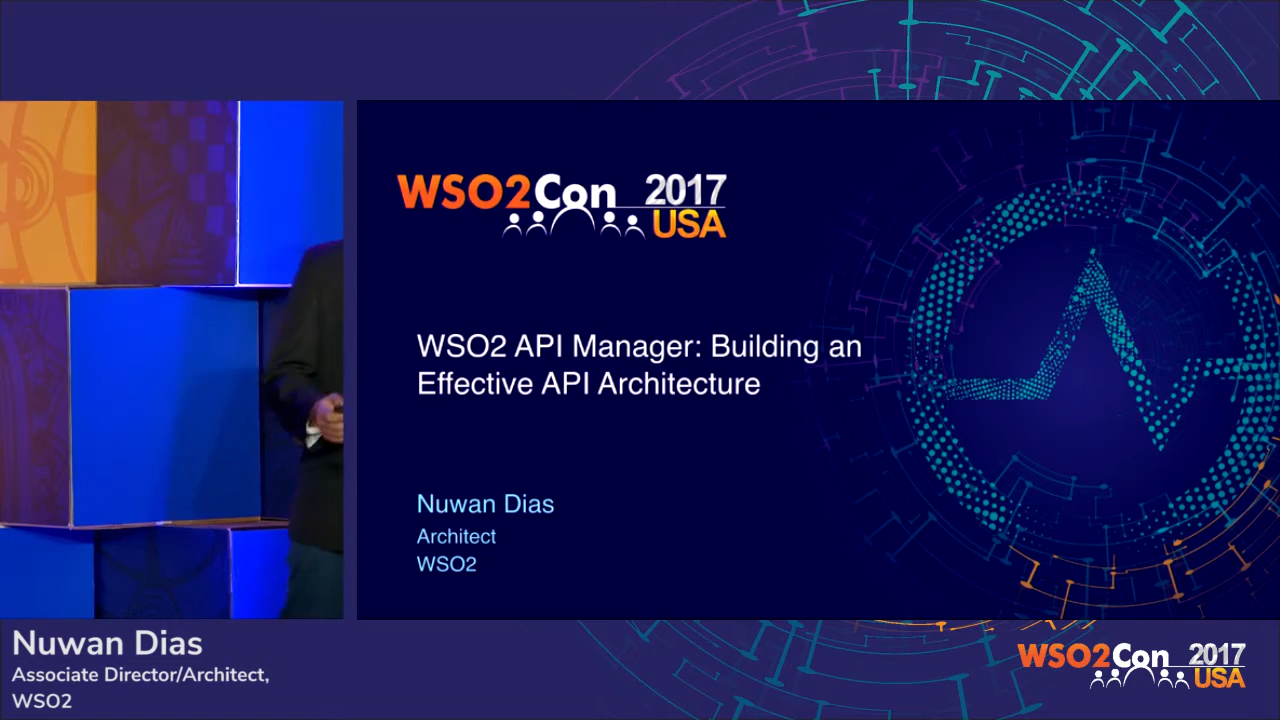 WSO2Con 2017
USA
WSO2 API Manager: Building an
Effective API Architecture
Nuwan Dias
Architect
WSO2
Nuwan Dias
Associate Director/Architect,
WSO2
WSO2Con 2017
USA